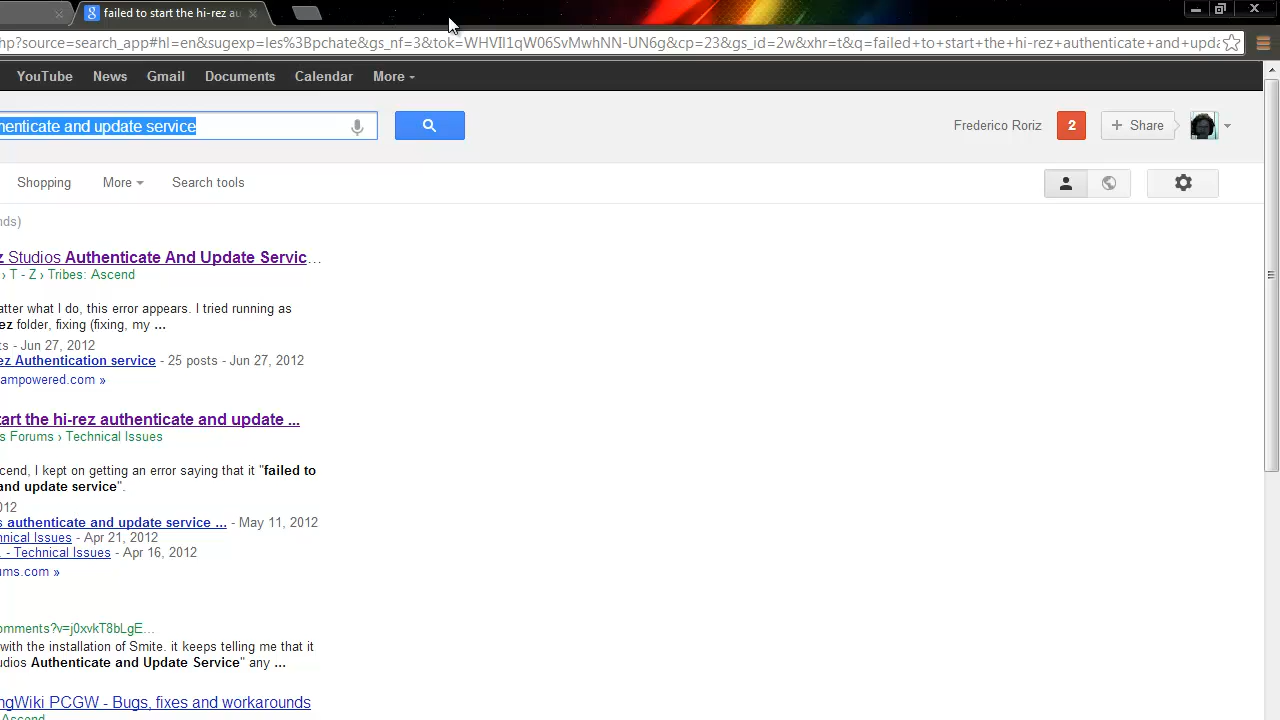 failed to start the hi-rez au
hp?source=search_app#hl=en&sugexp=les%3Bpchate&gs_nf=3&tok=WHVIl1qW06SvMwhNN-UN6g&cp=23&gs_id=2w&xhr=t&q=failed+to+start+the+hi-rez+authenticate+and+upda
YouTube News Gmail Documents Calendar More
henticate and update service
Frederico Roriz 2 + Share
Shopping More Search tools
nds)
z Studios Authenticate And Update Servic...
› T - Z › Tribes: Ascend
atter what I do, this error appears. I tried running as
ez folder, fixing (fixing, my ...
ts - Jun 27, 2012
ez Authentication service - 25 posts - Jun 27, 2012
ampowered.com »
tart the hi-rez authenticate and update ...
s Forums › Technical Issues
cend, I kept on getting an error saying that it "failed to
and update service".
012
s authenticate and update service ... - May 11, 2012
hnical Issues - Apr 21, 2012
. - Technical Issues - Apr 16, 2012
ums.com »
omments?v=j0xvkT8bLgE...
with the installation of Smite. it keeps telling me that it
udios Authenticate and Update Service" any ...
ngWiki PCGW - Bugs, fixes and workarounds
Ascend